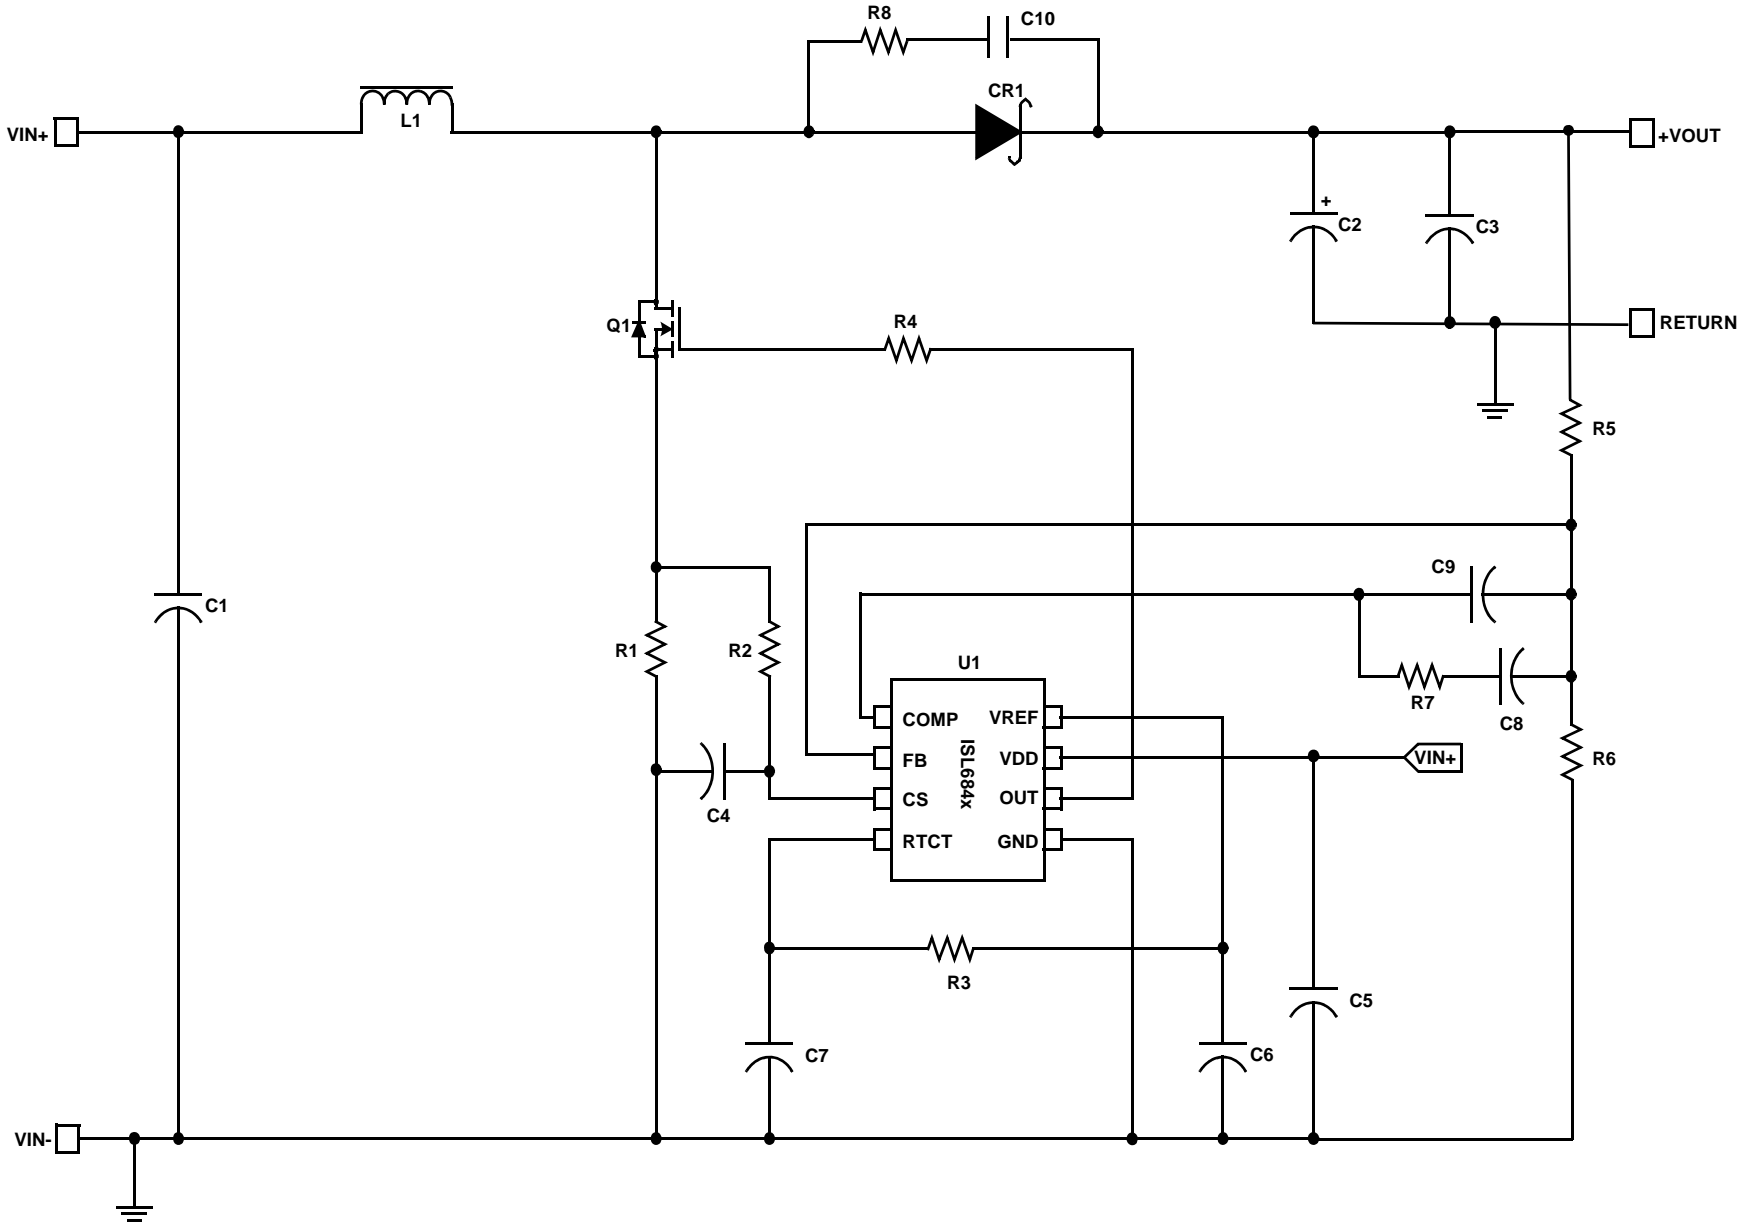 R8
C10
CR1
VIN+
L1
+VOUT
+
C2
C3
Q1
R4
RETURN
R5
C9
C1
R1
R2
U1
R7
C8
COMP
VREF
FB
VDD
VIN+
R6
ISL684x
CS
OUT
C4
RTCT
GND
R3
C5
C7
C6
VIN-